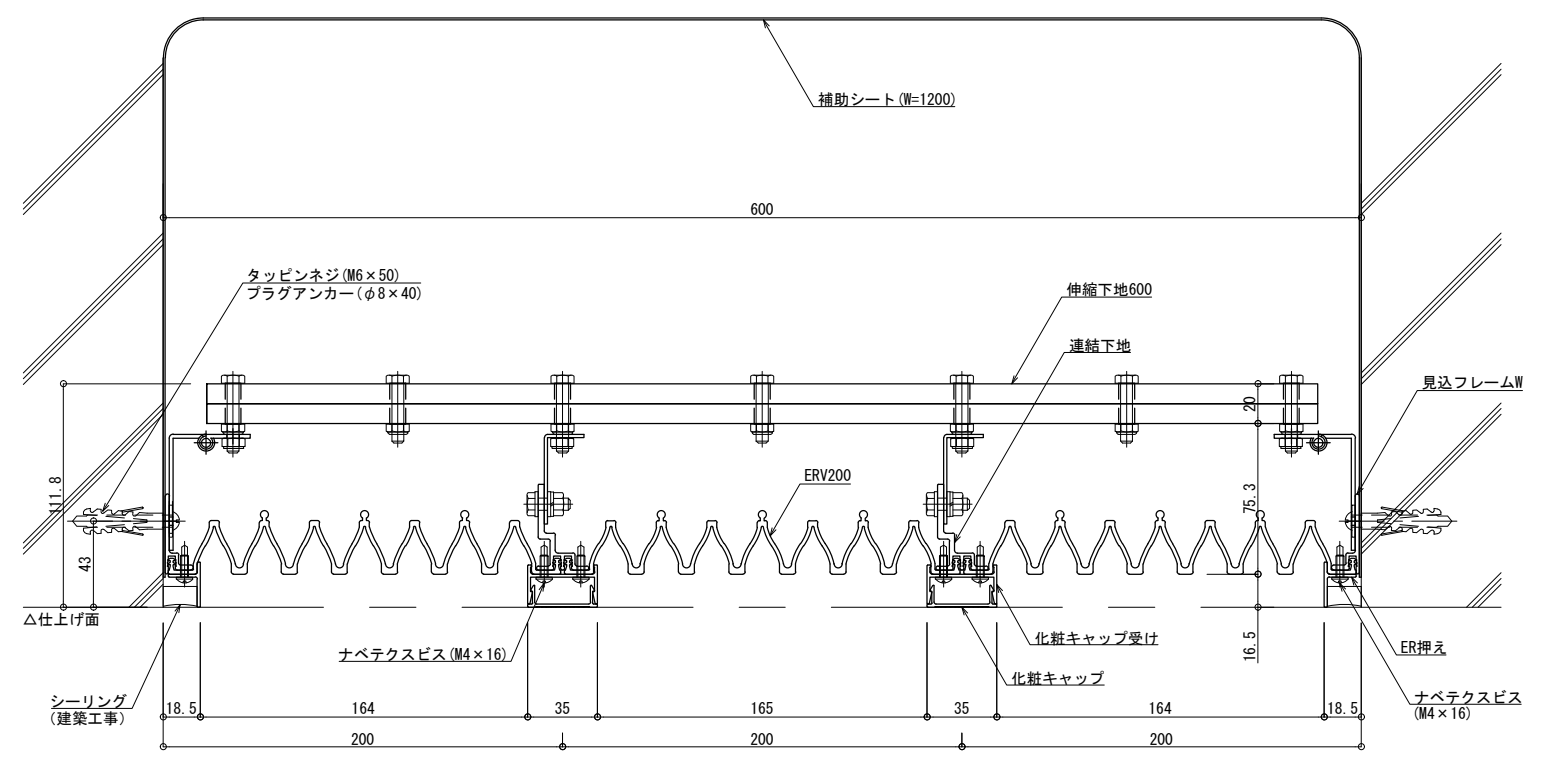 補助シート(W=1200)
600
タッピンネジ(M6×50)
プラグアンカー(φ8×40)
伸縮下地600
連結下地
見込フレームW
20
111.8
ERV200
75.3
43
△仕上げ面
化粧キャップ受け
16.5
ER押え
ナベテクスビス(M4×16)
化粧キャップ
シーリング
(建築工事)
ナベテクスビス
(M4×16)
18.5
164
35
165
35
164
18.5
200
200
200